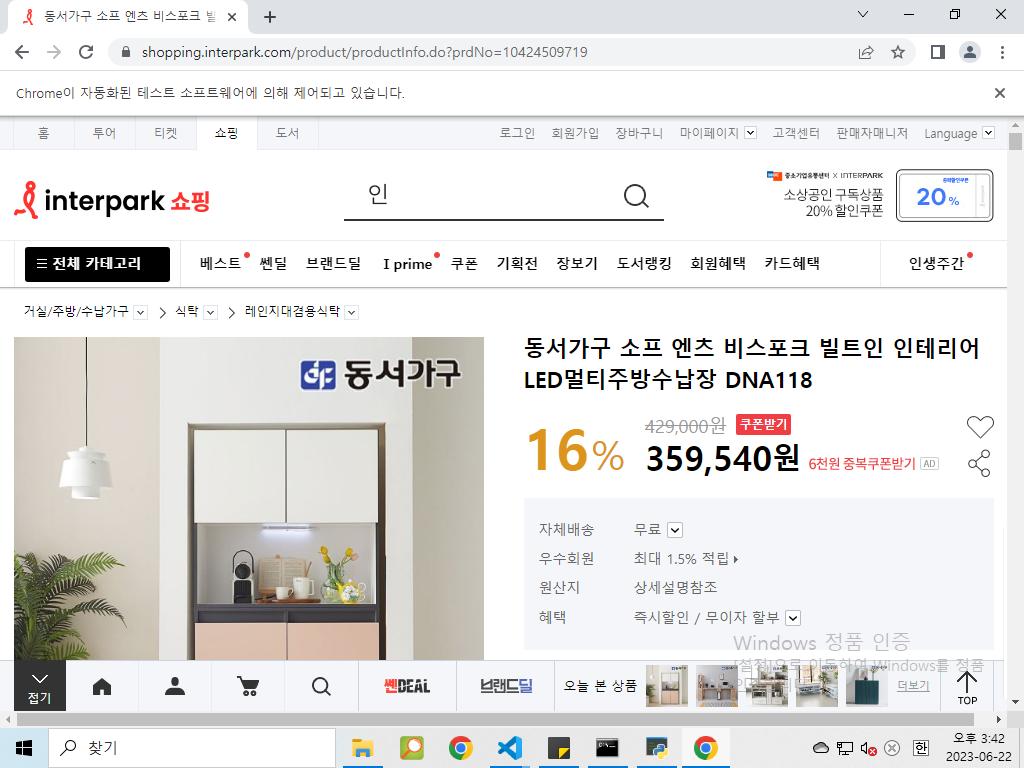 동서가구 소프 엔츠 비스포크 빌
shopping.interpark.com/product/productInfo.do?prdNo=10424509719
Chrome이 자동화된 테스트 소프트웨어에 의해 제어되고 있습니다.
홈 투어 티켓 쇼핑 도서 로그인 회원가입 장바구니 마이페이지 고객센터 판매자매니저 Language
interpark 쇼핑
인
중소기업유통센터 X INTERPARK
소상공인 구독상품
20% 할인쿠폰
20%
전체 카테고리 베스트 쎈딜 브랜드딜 I prime 쿠폰 기획전 장보기 도서랭킹 회원혜택 카드혜택 인생주간
거실/주방/수납가구 식탁 레인지대겸용식탁
동서가구
동서가구 소프 엔츠 비스포크 빌트인 인테리어
LED멀티주방수납장 DNA118
16%
429,000원 쿠폰받기
359,540원 6천원 중복쿠폰받기 AD
자체배송 무료
우수회원 최대 1.5% 적립
원산지 상세설명참조
혜택 즉시할인 / 무이자 할부
Windows 정품 인증
[설정]으로 이동하여 Windows를 정품
접기
쎈DEAL
브랜드딜
오늘 본 상품
더보기
TOP
찾기
한
오후 3:42
2023-06-22